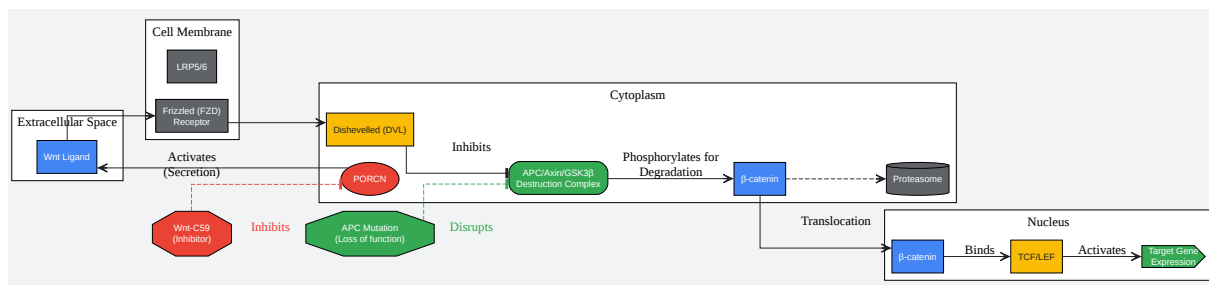 Cell Membrane
LRP5/6
Frizzled (FZD)
Receptor
Extracellular Space
Wnt Ligand
Activates
(Secretion)
Cytoplasm
Dishevelled (DVL)
Inhibits
PORCN
APC/Axin/GSK3β
Destruction Complex
Phosphorylates for
Degradation
β-catenin
Proteasome
Wnt-C59
(Inhibitor)
Inhibits
APC Mutation
(Loss of function)
Disrupts
Translocation
Nucleus
β-catenin
Binds
TCF/LEF
Activates
Target Gene
Expression